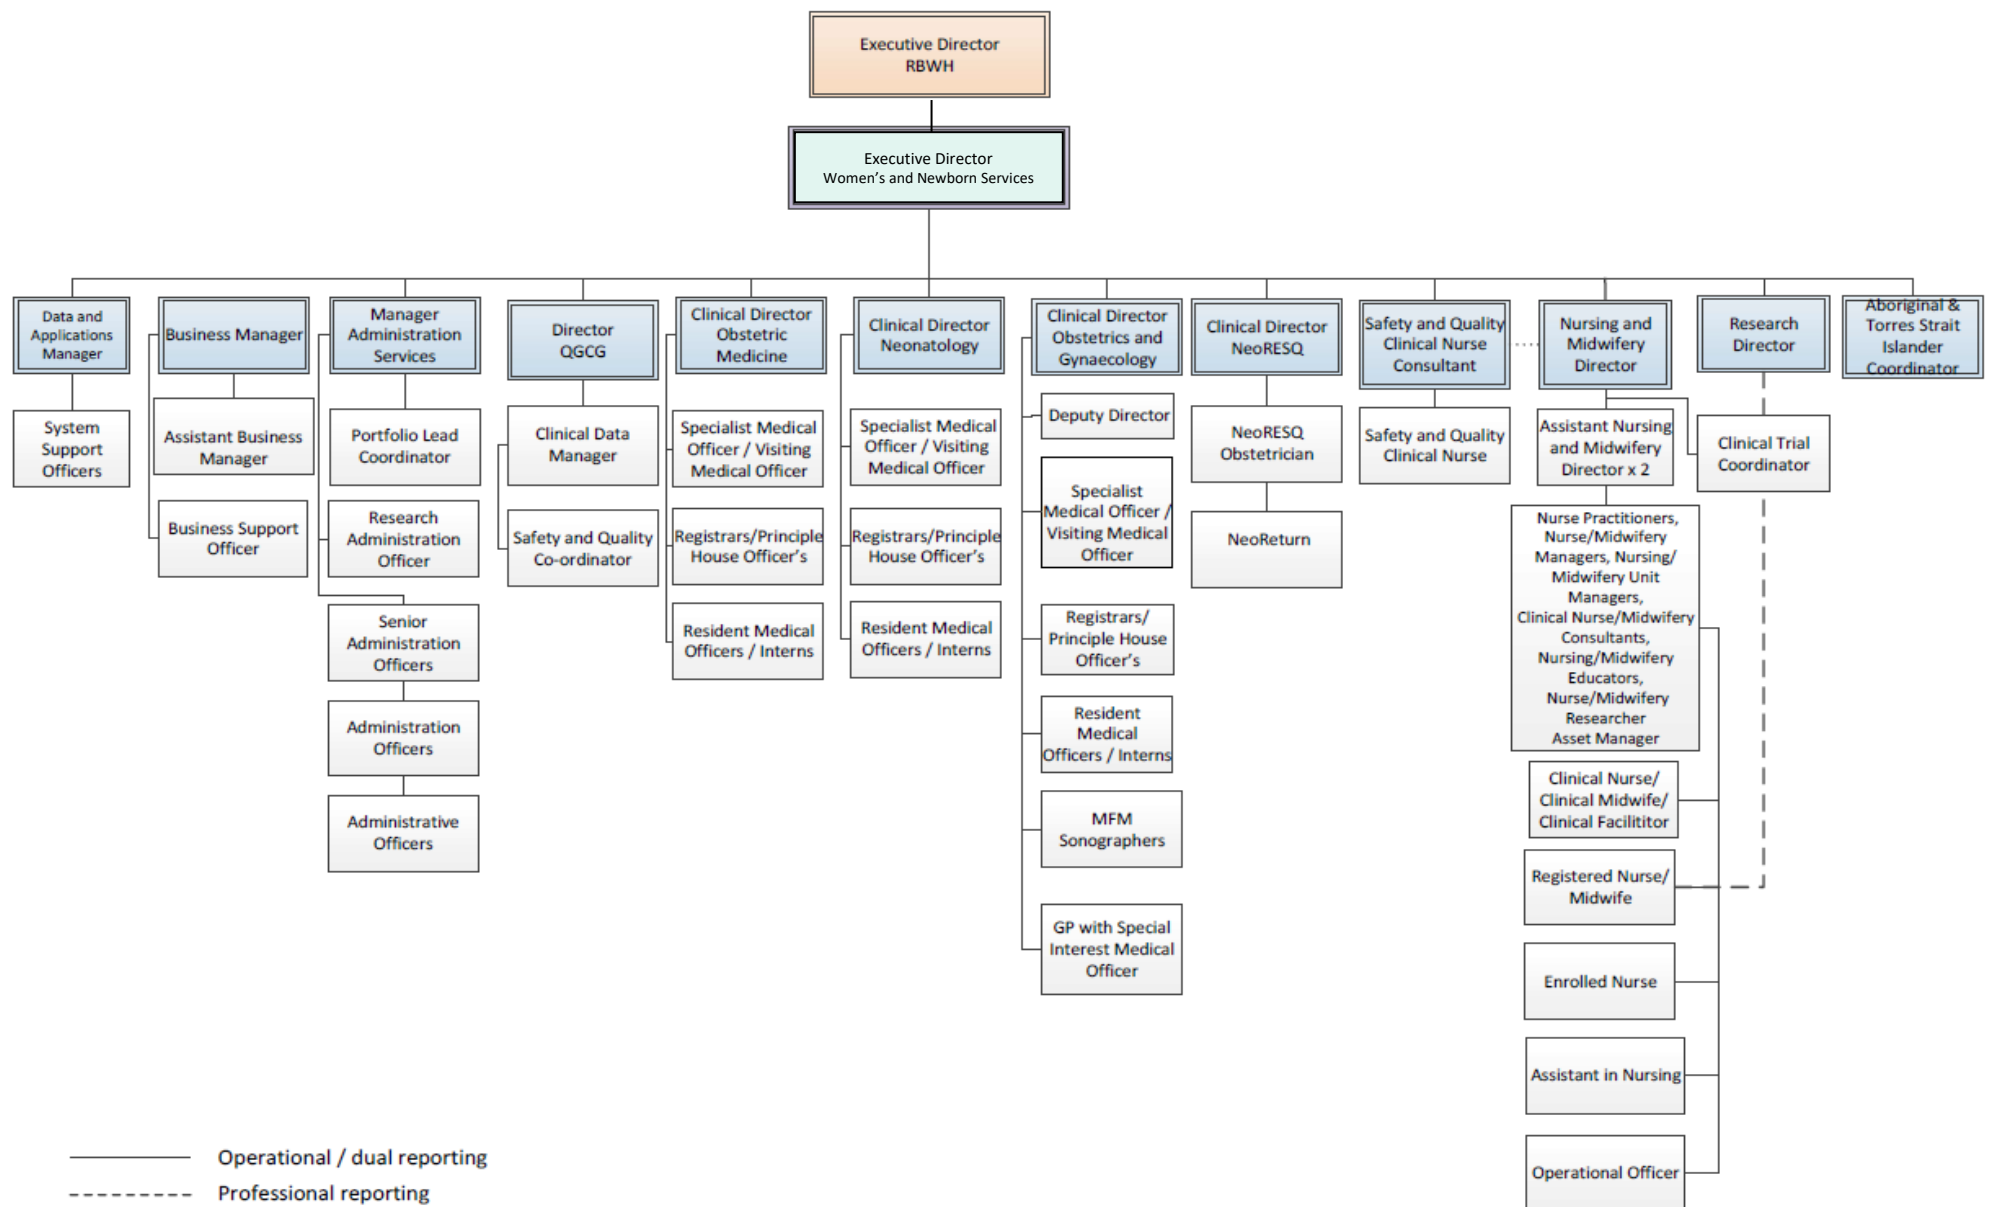 Executive Director
RBWH
Executive Director
Women's and Newborn Services
Data and
Applications
Manager
System
Support
Officers
Business Manager
Assistant Business
Manager
Business Support
Officer
Manager
Administration
Services
Portfolio Lead
Coordinator
Research
Administration
Officer
Senior
Administration
Officers
Administration
Officers
Administrative
Officers
Director
QGCG
Clinical Data
Manager
Safety and Quality
Co-ordinator
Clinical Director
Obstetric
Medicine
Specialist Medical
Officer / Visiting
Medical Officer
Registrars/Principle
House Officer's
Resident Medical
Officers / Interns
Clinical Director
Neonatology
Specialist Medical
Officer / Visiting
Medical Officer
Registrars/Principle
House Officer's
Resident Medical
Officers / Interns
Clinical Director
Obstetrics and
Gynaecology
Deputy Director
Specialist
Medical Officer /
Visiting Medical
Officer
Registrars/
Principle House
Officer's
Resident
Medical
Officers / Interns
MFM
Sonographers
GP with Special
Interest Medical
Officer
Clinical Director
NeoRESQ
NeoRESQ
Obstetrician
NeoReturn
Safety and Quality
Clinical Nurse
Consultant
Safety and Quality
Clinical Nurse
Nursing and
Midwifery
Director
Assistant Nursing
and Midwifery
Director x 2
Nurse Practitioners,
Nurse/Midwifery
Managers, Nursing/
Midwifery Unit
Managers,
Clinical Nurse/Midwifery
Consultants,
Nursing/Midwifery
Educators,
Nurse/Midwifery
Researcher
Asset Manager
Clinical Nurse/
Clinical Midwife/
Clinical Facilititor
Registered Nurse/
Midwife
Enrolled Nurse
Assistant in Nursing
Operational Officer
Research
Director
Clinical Trial
Coordinator
Aboriginal &
Torres Strait
Islander
Coordinator
Operational / dual reporting
Professional reporting